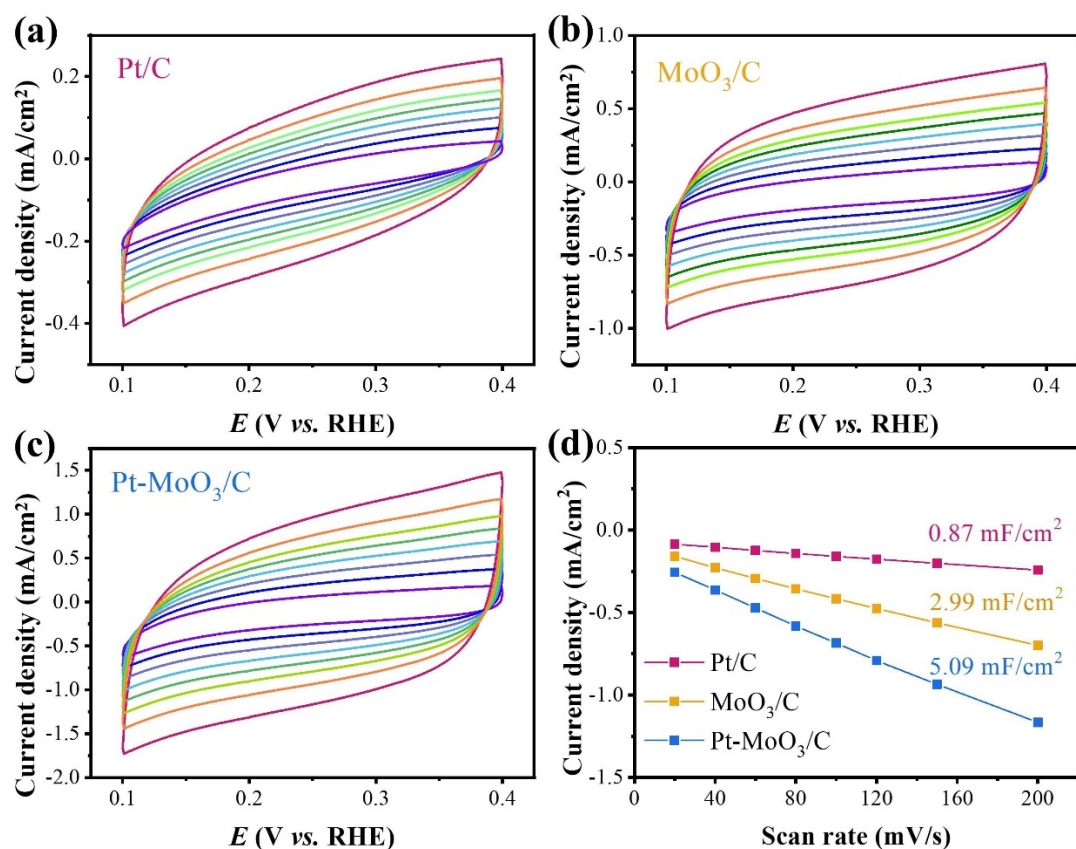 (a)
Pt/C
Current density (mA/cm²)
0.2
0.0
-0.2
-0.4
0.1 0.2 0.3 0.4
E (V vs. RHE)
(b)
MoO₃/C
Current density (mA/cm²)
1.0
0.5
0.0
-0.5
-1.0
0.1 0.2 0.3 0.4
E (V vs. RHE)
(c)
Pt-MoO₃/C
Current density (mA/cm²)
1.5
1.0
0.5
0.0
-0.5
-1.0
-1.5
-2.0
0.1 0.2 0.3 0.4
E (V vs. RHE)
(d)
Current density (mA/cm²)
0.5
0.0
-0.5
-1.0
-1.5
0.87 mF/cm²
2.99 mF/cm²
5.09 mF/cm²
Pt/C
MoO₃/C
Pt-MoO₃/C
0 40 80 120 160 200
Scan rate (mV/s)